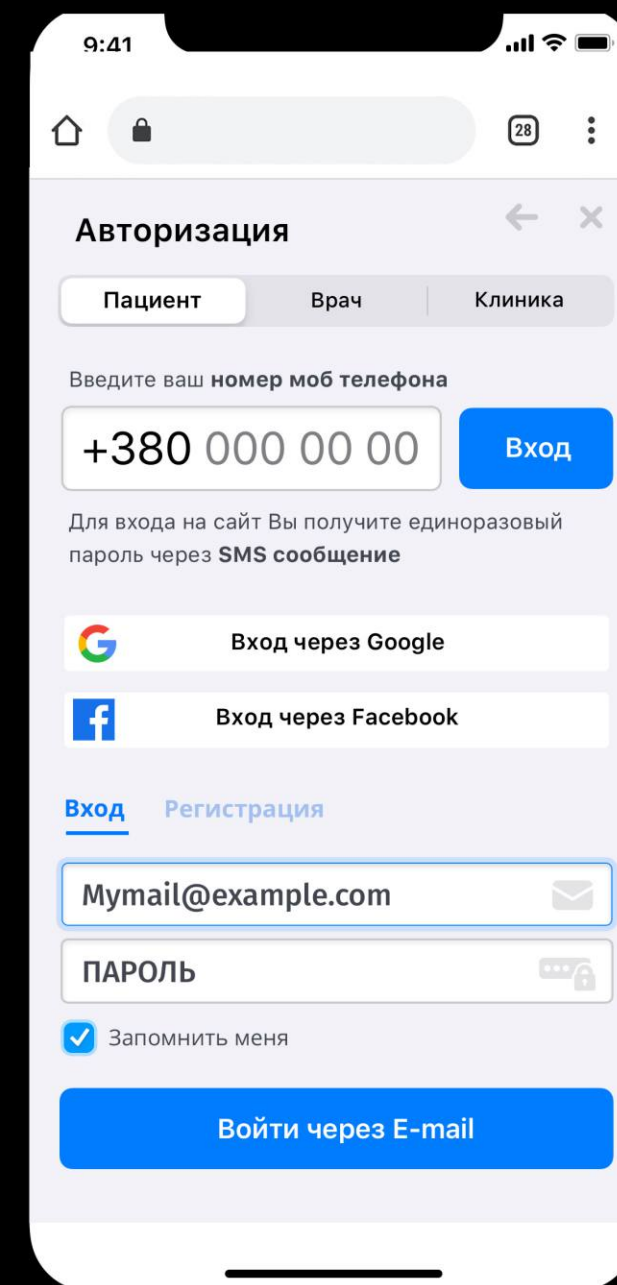 9:41
28
Авторизация
Пациент Врач Клиника
Введите ваш номер моб телефона
+380 000 00 00 Вход
Для входа на сайт Вы получите единоразовый
пароль через SMS сообщение
Вход через Google
Вход через Facebook
Вход Регистрация
Mymail@example.com
ПАРОЛЬ
Запомнить меня
Войти через E-mail